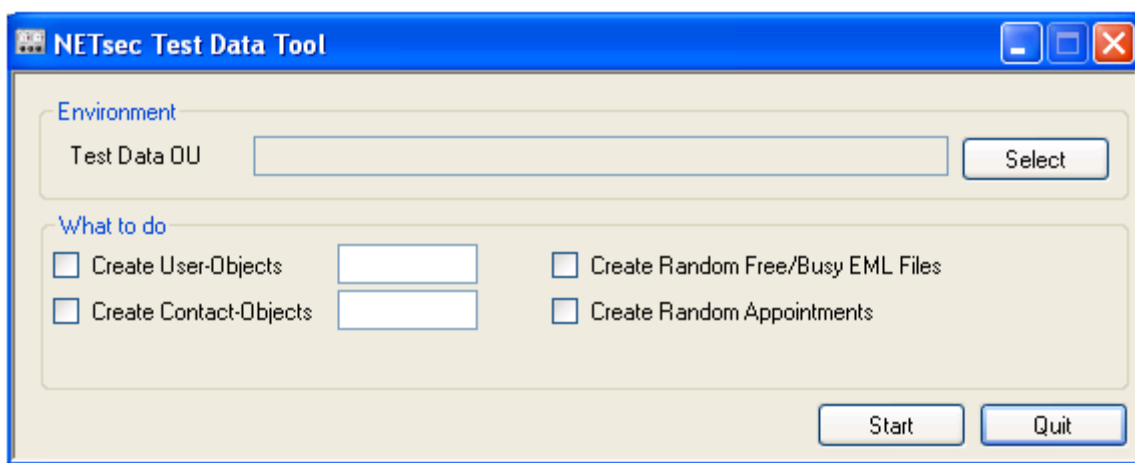 NETsec Test Data Tool
Environment
Test Data OU
Select
What to do
Create User-Objects
Create Random Free/Busy EML Files
Create Contact-Objects
Create Random Appointments
Start
Quit